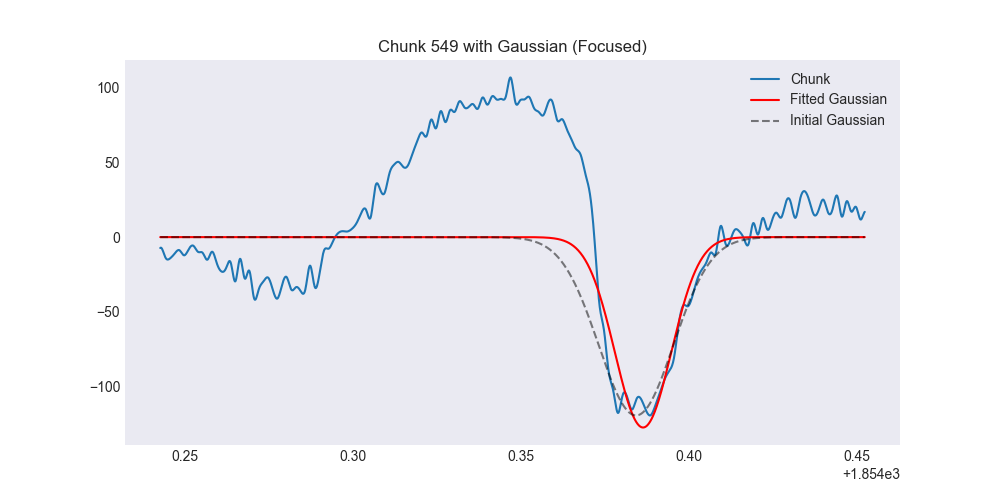 Chunk 549 with Gaussian (Focused)
Chunk
Fitted Gaussian
Initial Gaussian
100
50
0
−50
−100
0.25 0.30 0.35 0.40 0.45
+1.854e3